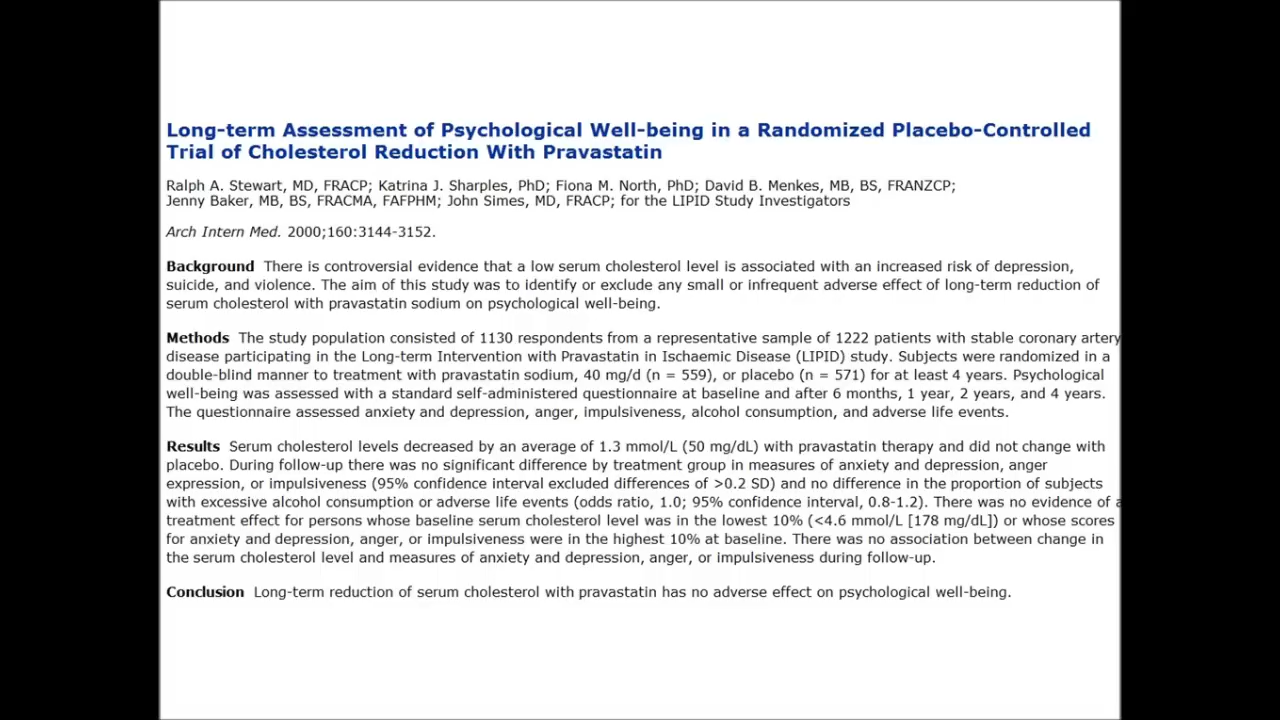 Long-term Assessment of Psychological Well-being in a Randomized Placebo-Controlled
Trial of Cholesterol Reduction With Pravastatin
Ralph A. Stewart, MD, FRACP; Katrina J. Sharples, PhD; Fiona M. North, PhD; David B. Menkes, MB, BS, FRANZCP;
Jenny Baker, MB, BS, FRACMA, FAFPHM; John Simes, MD, FRACP; for the LIPID Study Investigators
Arch Intern Med. 2000;160:3144-3152.
Background There is controversial evidence that a low serum cholesterol level is associated with an increased risk of depression,
suicide, and violence. The aim of this study was to identify or exclude any small or infrequent adverse effect of long-term reduction of
serum cholesterol with pravastatin sodium on psychological well-being.
Methods The study population consisted of 1130 respondents from a representative sample of 1222 patients with stable coronary artery
disease participating in the Long-term Intervention with Pravastatin in Ischaemic Disease (LIPID) study. Subjects were randomized in a
double-blind manner to treatment with pravastatin sodium, 40 mg/d (n = 559), or placebo (n = 571) for at least 4 years. Psychological
well-being was assessed with a standard self-administered questionnaire at baseline and after 6 months, 1 year, 2 years, and 4 years.
The questionnaire assessed anxiety and depression, anger, impulsiveness, alcohol consumption, and adverse life events.
Results Serum cholesterol levels decreased by an average of 1.3 mmol/L (50 mg/dL) with pravastatin therapy and did not change with
placebo. During follow-up there was no significant difference by treatment group in measures of anxiety and depression, anger
expression, or impulsiveness (95% confidence interval excluded differences of >0.2 SD) and no difference in the proportion of subjects
with excessive alcohol consumption or adverse life events (odds ratio, 1.0; 95% confidence interval, 0.8-1.2). There was no evidence of a
treatment effect for persons whose baseline serum cholesterol level was in the lowest 10% (<4.6 mmol/L [178 mg/dL]) or whose scores
for anxiety and depression, anger, or impulsiveness were in the highest 10% at baseline. There was no association between change in
the serum cholesterol level and measures of anxiety and depression, anger, or impulsiveness during follow-up.
Conclusion Long-term reduction of serum cholesterol with pravastatin has no adverse effect on psychological well-being.